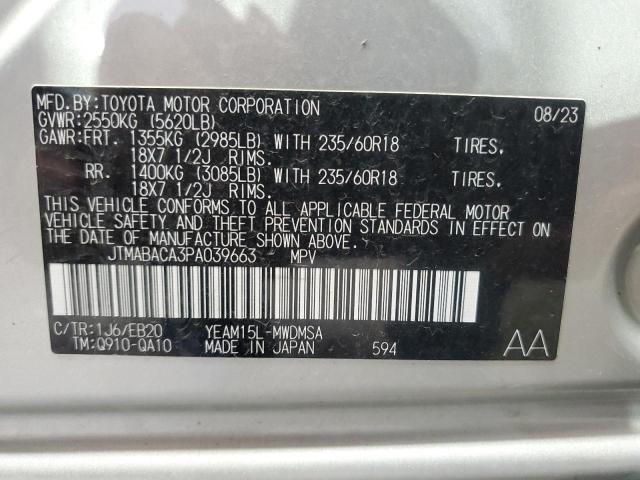 MFD.BY:TOYOTA MOTOR CORPORATION 08/23
GVWR:2550KG (5620LB)
GAWR:FRT. 1355KG (2985LB) WITH 235/60R18 TIRES.
18X7 1/2J RIMS.
RR. 1400KG (3085LB) WITH 235/60R18 TIRES.
18X7 1/2J RIMS.
THIS VEHICLE CONFORMS TO ALL APPLICABLE FEDERAL MOTOR
VEHICLE SAFETY AND THEFT PREVENTION STANDARDS IN EFFECT ON
THE DATE OF MANUFACTURE SHOWN ABOVE.
JTMABACA3PA039663 MPV
C/TR:1J6/EB20 YEAM15L-MWDMSA
TM:Q910-QA10 MADE IN JAPAN 594 AA